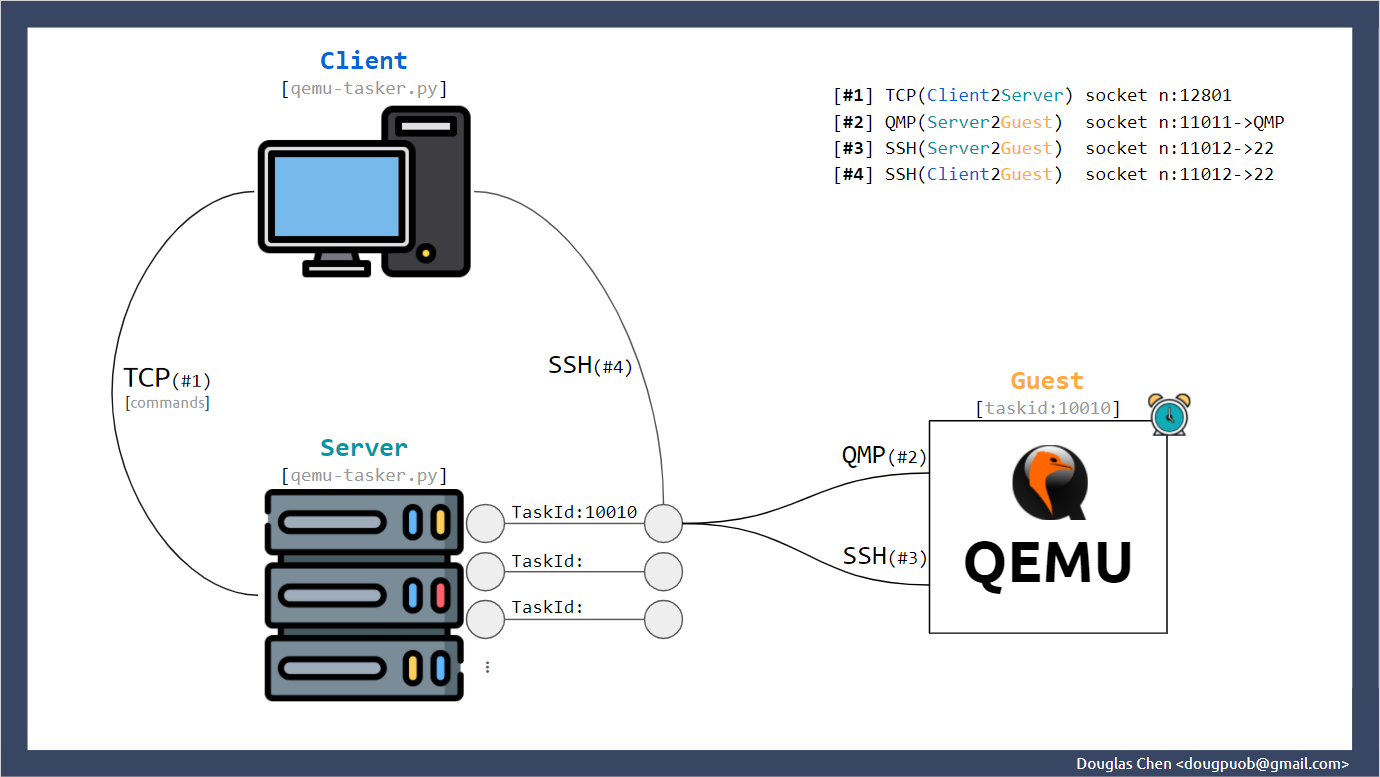 Client
[qemu-tasker.py]
[#1] TCP(Client2Server) socket n:12801
[#2] QMP(Server2Guest) socket n:11011->QMP
[#3] SSH(Server2Guest) socket n:11012->22
[#4] SSH(Client2Guest) socket n:11012->22
TCP(#1)
[commands]
SSH(#4)
Server
[qemu-tasker.py]
TaskId:10010
TaskId:
TaskId:
Guest
[taskid:10010]
QMP(#2)
SSH(#3)
QEMU
Douglas Chen <dougpuob@gmail.com>